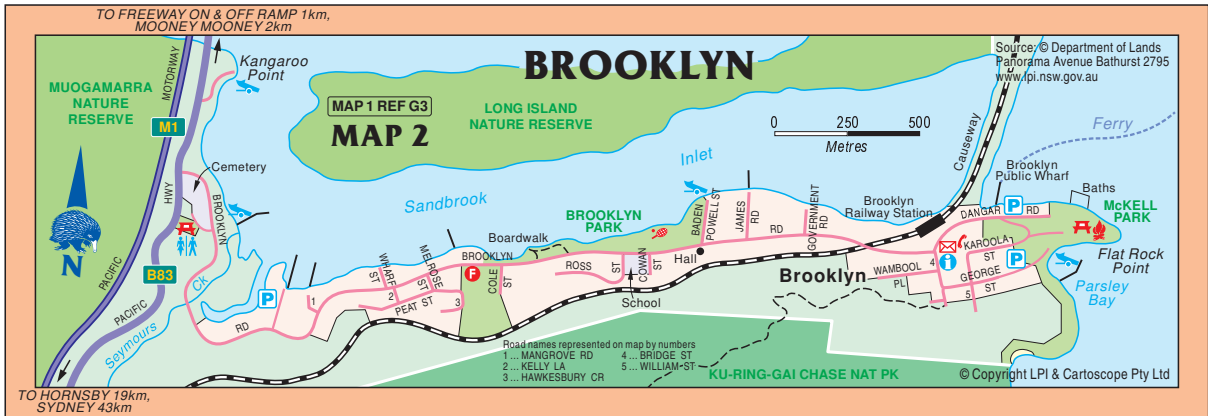 TO FREEWAY ON & OFF RAMP 1km,
MOONEY MOONEY 2km
BROOKLYN
Source: © Department of Lands
Panorama Avenue Bathurst 2795
www.lpi.nsw.gov.au
Kangaroo
Point
MOTORWAY
MUOGAMARRA
NATURE
RESERVE
MAP 1 REF G3
MAP 2
LONG ISLAND
NATURE RESERVE
0 250 500
Metres
Causeway
Ferry
M1
Cemetery
HWY
BROOKLYN
Inlet
Sandbrook
Brooklyn
Public Wharf
Baths
P
DANGAR RD
McKELL
PARK
Brooklyn
Railway Station
BROOKLYN
PARK
BADEN
POWELL ST
JAMES
RD
RD
GOVERNMENT
RD
Boardwalk
BROOKLYN
F
COLE
ST
ROSS
ST
COWAN
ST
Hall
School
WHARF
ST
MELROSE
ST
PEAT ST
1
2
3
N
PACIFIC
B83
PACIFIC
Seymours
Ck
P
RD
Brooklyn
WAMBOOL
PL
4
i
KAROOLA
ST
P
GEORGE
ST
5
Flat Rock
Point
Parsley
Bay
Road names represented on map by numbers
1 ... MANGROVE RD 4 ... BRIDGE ST
2 ... KELLY LA 5 ... WILLIAM ST
3 ... HAWKESBURY CR
KU-RING-GAI CHASE NAT PK
© Copyright LPI & Cartoscope Pty Ltd
TO HORNSBY 19km,
SYDNEY 43km